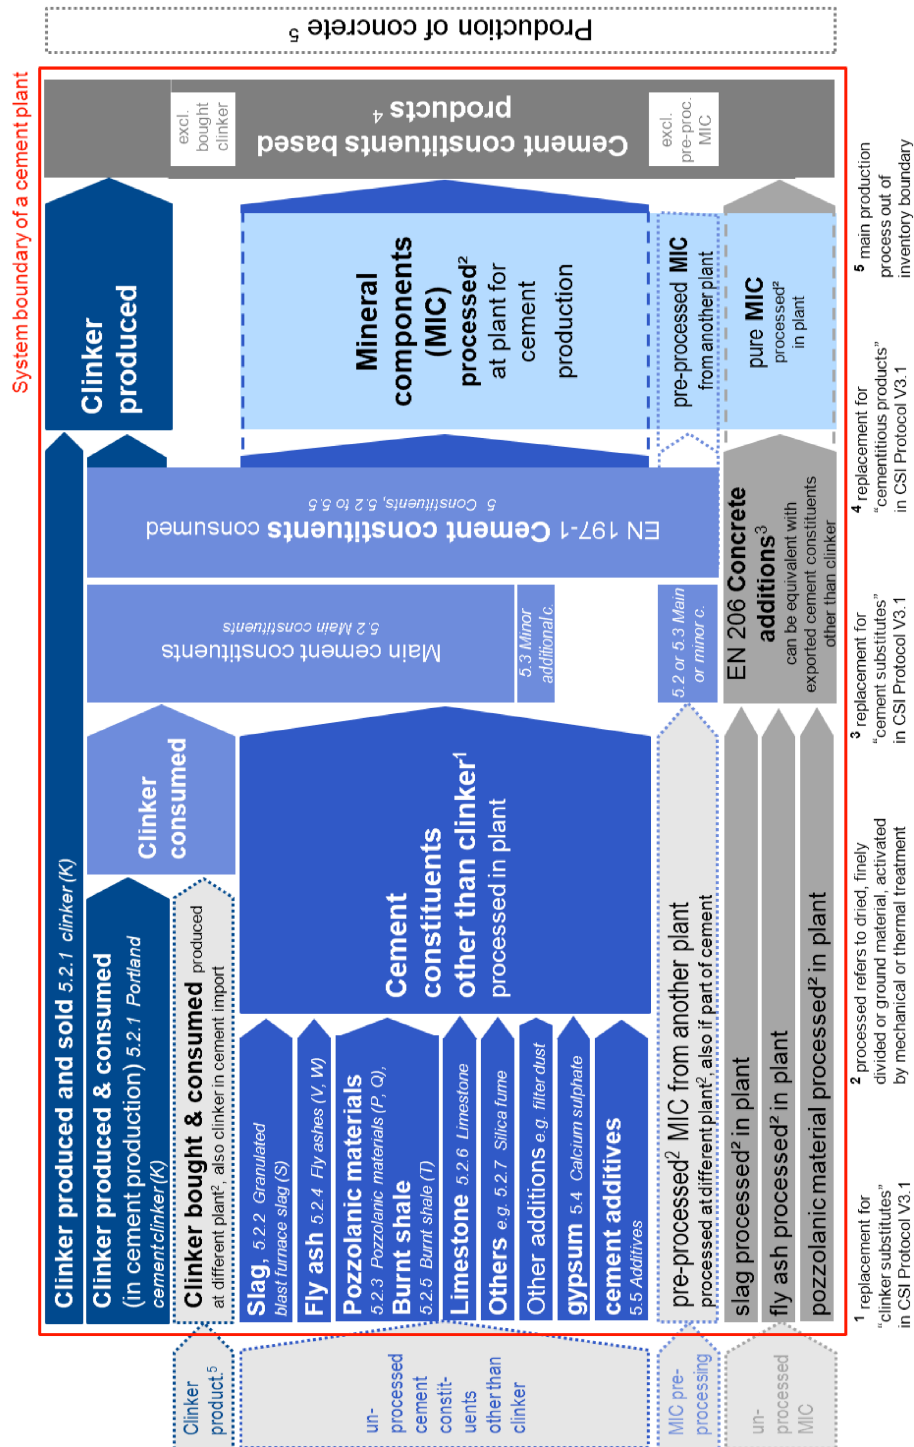 System boundary of a cement plant
Clinker
product.⁵
un-
processed
cement
constit-
uents
other than
clinker
MIC pre-
processing
un-
processed
MIC
Clinker produced and sold 5.2.1 clinker (K)
Clinker produced & consumed
(in cement production) 5.2.1 Portland
cement clinker (K)
Clinker bought & consumed produced
at different plant², also clinker in cement import
Slag, 5.2.2 Granulated
blast furnace slag (S)
Fly ash 5.2.4 Fly ashes (V, W)
Pozzolanic materials
5.2.3 Pozzolanic materials (P, Q),
Burnt shale
5.2.5 Burnt shale (T)
Limestone 5.2.6 Limestone
Others e.g. 5.2.7 Silica fume
Other additions e.g. filter dust
gypsum 5.4 Calcium sulphate
cement additives
5.5 Additives
pre-processed² MIC from another plant
processed at different plant², also if part of cement
slag processed² in plant
fly ash processed² in plant
pozzolanic material processed² in plant
Clinker
consumed
Cement
constituents
other than clinker¹
processed in plant
Main cement constituents
5.2 Main constituents
5.3 Minor
additional c.
5.2 or 5.3 Main
or minor c.
EN 197-1 Cement constituents consumed
5 Constituents, 5.2 to 5.5
EN 206 Concrete
additions³
can be equivalent with
exported cement constituents
other than clinker
Clinker
produced
Mineral
components
(MIC)
processed²
at plant for
cement
production
pre-processed MIC
from another plant
pure MIC
processed²
in plant
excl.
bought
clinker
Cement constituents based
products ⁴
excl.
pre-proc.
MIC
Production of concrete ⁵
¹ replacement for
“clinker substitutes”
in CSI Protocol V3.1
² processed refers to dried, finely
divided or ground material, activated
by mechanical or thermal treatment
³ replacement for
“cement substitutes”
in CSI Protocol V3.1
⁴ replacement for
“cementitious products”
in CSI Protocol V3.1
⁵ main production
process out of
inventory boundary